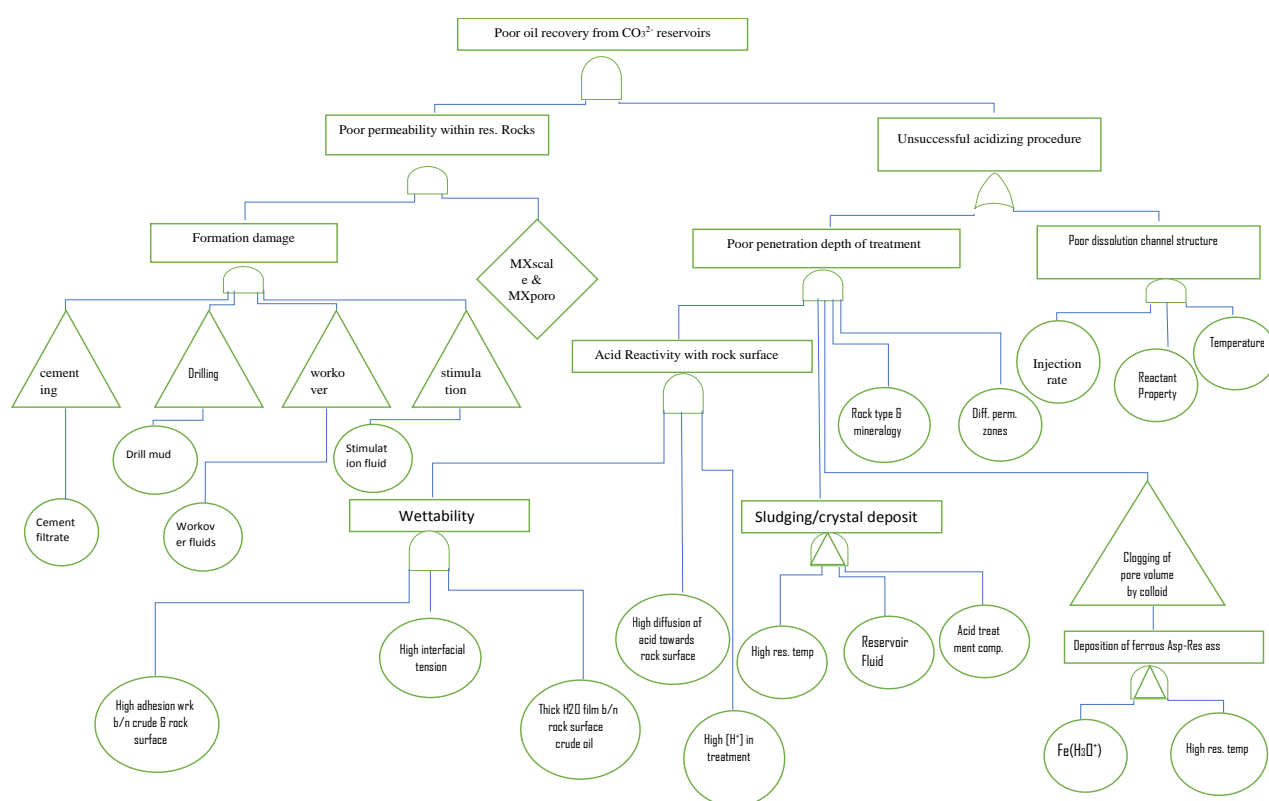 Poor oil recovery from CO₃²⁻ reservoirs
Poor permeability within res. Rocks
Unsuccessful acidizing procedure
Formation damage
MXscal
e &
MXporo
Poor penetration depth of treatment
Poor dissolution channel structure
cement
ing
Drilling
worko
ver
stimula
tion
Acid Reactivity with rock surface
Injection
rate
Reactant
Property
Temperature
Rock type &
mineralogy
Diff. perm.
zones
Drill mud
Stimulat
ion fluid
Cement
filtrate
Workov
er fluids
Wettability
Sludging/crystal deposit
Clogging of
pore volume
by colloid
High adhesion wrk
b/n crude & rock
surface
High interfacial
tension
Thick H2O film b/n
rock surface
crude oil
High diffusion of
acid towards
rock surface
High [H⁺] in
treatment
High res. temp
Reservoir
Fluid
Acid treat
ment comp.
Deposition of ferrous Asp-Res ass
Fe(H₃O⁺)
High res. temp